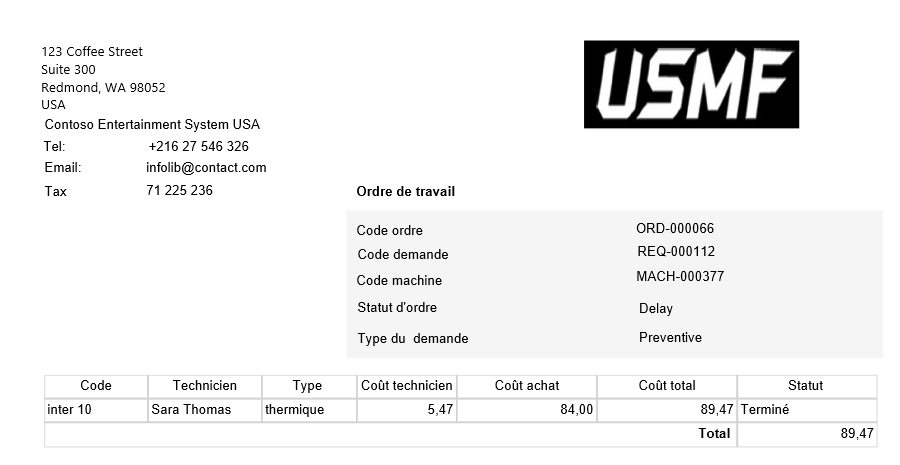 123 Coffee Street
Suite 300
Redmond, WA 98052
USA
USMF
Contoso Entertainment System USA
Tel: +216 27 546 326
Email: infolib@contact.com
Tax 71 225 236
Ordre de travail
Code ordre ORD-000066
Code demande REQ-000112
Code machine MACH-000377
Statut d'ordre Delay
Type du demande Preventive
Code Technicien Type Coût technicien Coût achat Coût total Statut
inter 10 Sara Thomas thermique 5,47 84,00 89,47 Terminé
Total 89,47